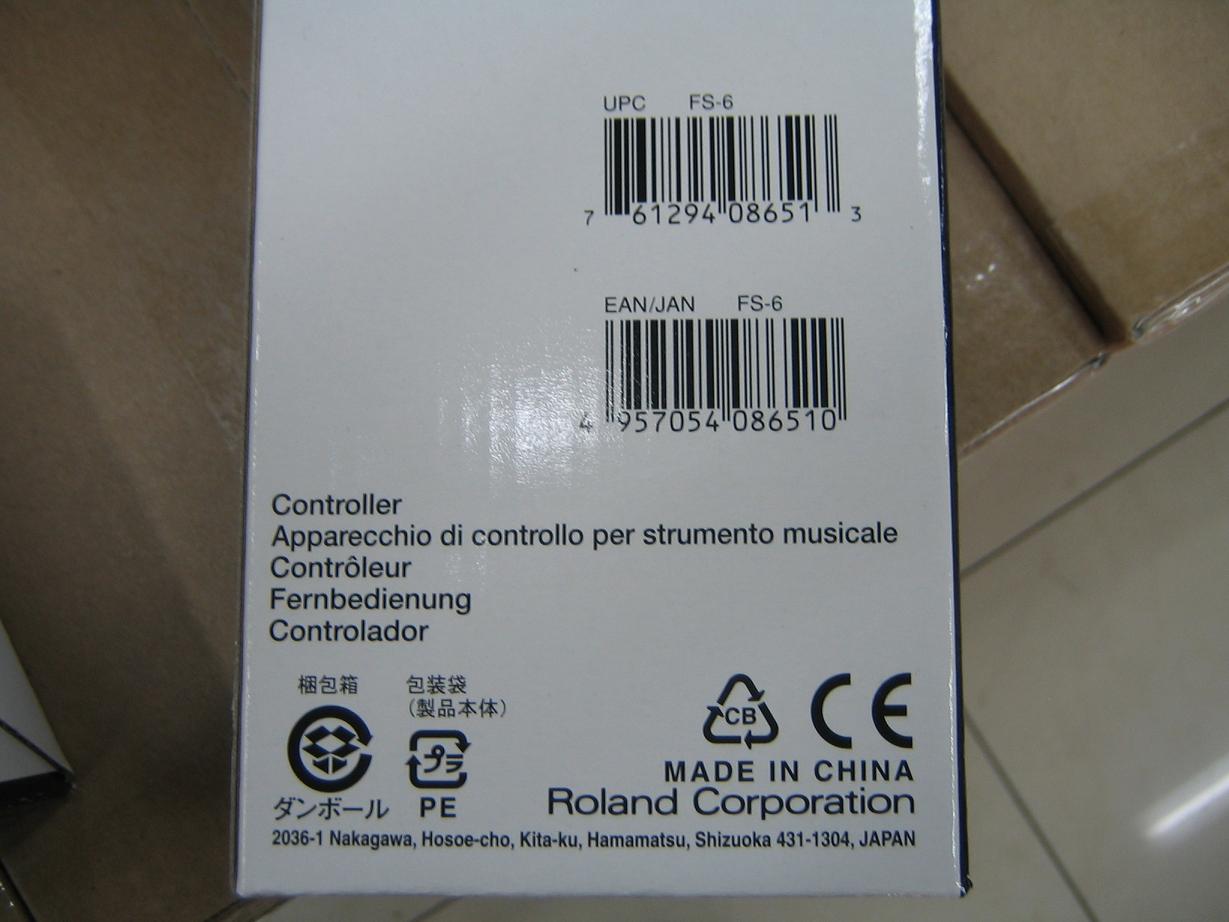 UPC FS-6
7 61294 08651 3
EAN/JAN FS-6
4 957054 086510
Controller
Apparecchio di controllo per strumento musicale
Contrôleur
Fernbedienung
Controlador
梱包箱
包装袋
（製品本体）
プラ
CB
CE
ダンボール
PE
MADE IN CHINA
Roland Corporation
2036-1 Nakagawa, Hosoe-cho, Kita-ku, Hamamatsu, Shizuoka 431-1304, JAPAN